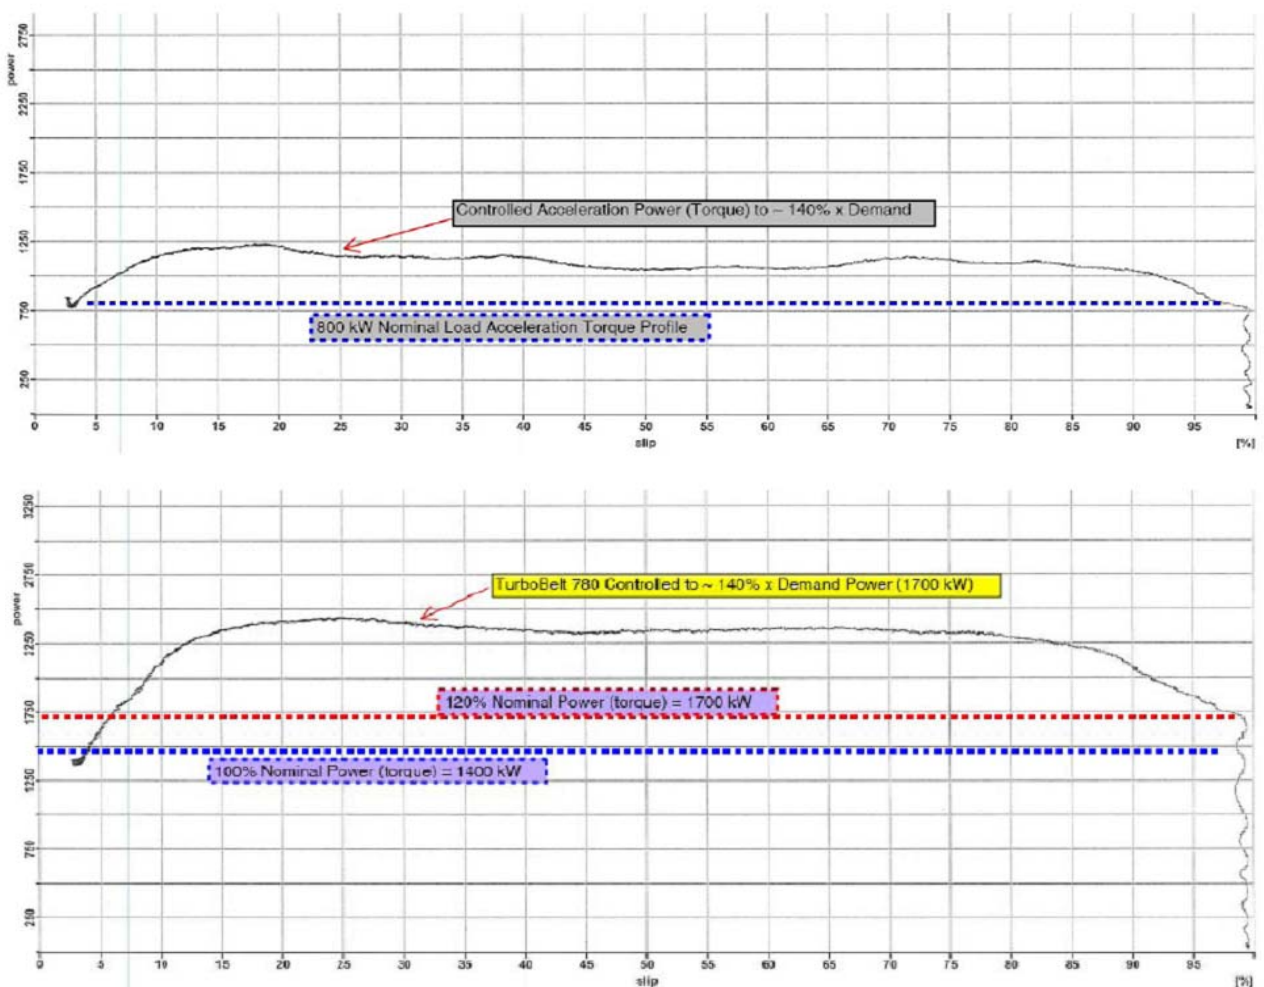 2750
power
2250
1750
Controlled Acceleration Power (Torque) to ~ 140% x Demand
1250
750
800 kW Nominal Load Acceleration Torque Profile
250
0 5 10 15 20 25 30 35 40 45 50 55 60 65 70 75 80 85 90 95
slip [%]
3250
2750
TurboBelt 780 Controlled to ~ 140% x Demand Power (1700 kW)
power
2250
120% Nominal Power (torque) = 1700 kW
1750
100% Nominal Power (torque) = 1400 kW
1250
750
250
0 5 10 15 20 25 30 35 40 45 50 55 60 65 70 75 80 85 90 95
slip [%]